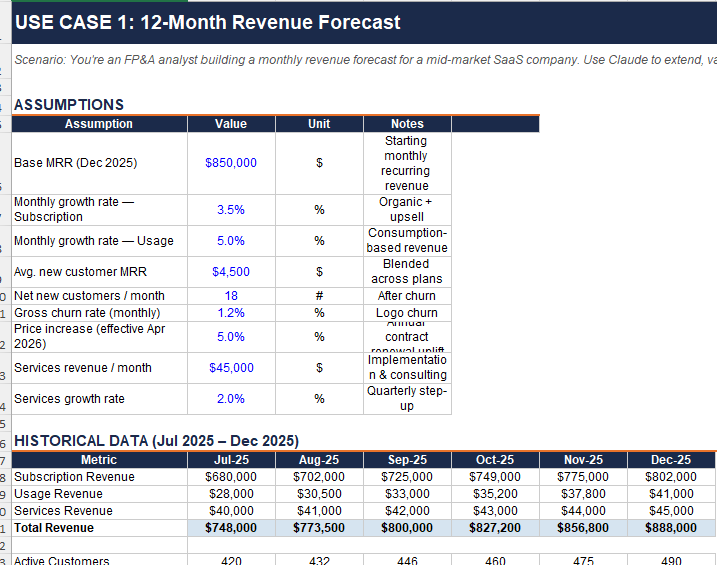 USE CASE 1: 12-Month Revenue Forecast
Scenario: You're an FP&A analyst building a monthly revenue forecast for a mid-market SaaS company. Use Claude to extend, va
ASSUMPTIONS
Assumption Value Unit Notes
Base MRR (Dec 2025) $850,000 $ Starting monthly recurring revenue
Monthly growth rate — Subscription 3.5% % Organic + upsell
Monthly growth rate — Usage 5.0% % Consumption-based revenue
Avg. new customer MRR $4,500 $ Blended across plans
Net new customers / month 18 # After churn
Gross churn rate (monthly) 1.2% % Logo churn
Price increase (effective Apr 2026) 5.0% % Annual contract renewal uplift
Services revenue / month $45,000 $ Implementation & consulting
Services growth rate 2.0% % Quarterly step-up
HISTORICAL DATA (Jul 2025 – Dec 2025)
Metric Jul-25 Aug-25 Sep-25 Oct-25 Nov-25 Dec-25
Subscription Revenue $680,000 $702,000 $725,000 $749,000 $775,000 $802,000
Usage Revenue $28,000 $30,500 $33,000 $35,200 $37,800 $41,000
Services Revenue $40,000 $41,000 $42,000 $43,000 $44,000 $45,000
Total Revenue $748,000 $773,500 $800,000 $827,200 $856,800 $888,000
Active Customers 420 432 446 460 475 490